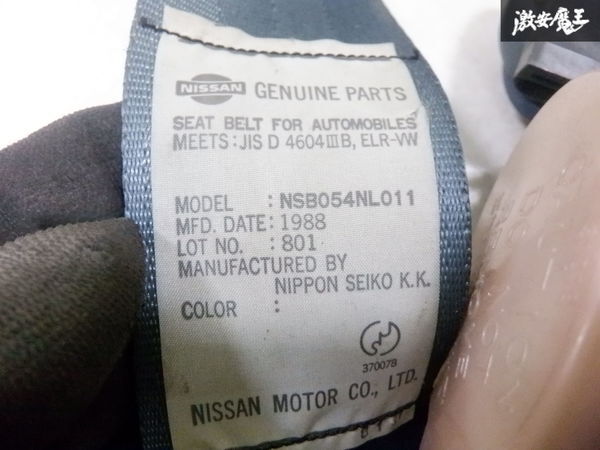 激安魔王
NISSAN GENUINE PARTS
SEAT BELT FOR AUTOMOBILES
MEETS: JIS D 4604ⅢB, ELR-VW
MODEL : NSB054NL011
MFD. DATE : 1988
LOT NO. : 801
MANUFACTURED BY
NIPPON SEIKO K.K.
COLOR :
370078
NISSAN MOTOR CO., LTD.